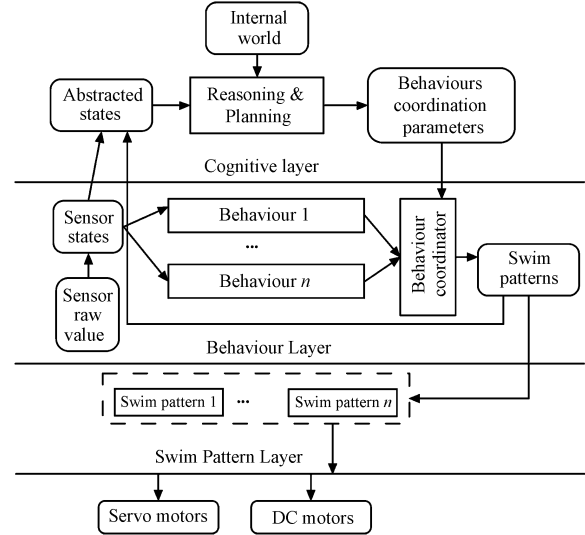 Internal
world
Abstracted
states
Reasoning &
Planning
Behaviours
coordination
parameters
Cognitive layer
Sensor
states
Behaviour 1
...
Behaviour n
Behaviour
coordinator
Swim
patterns
Sensor
raw
value
Behaviour Layer
Swim pattern 1 ... Swim pattern n
Swim Pattern Layer
Servo motors
DC motors